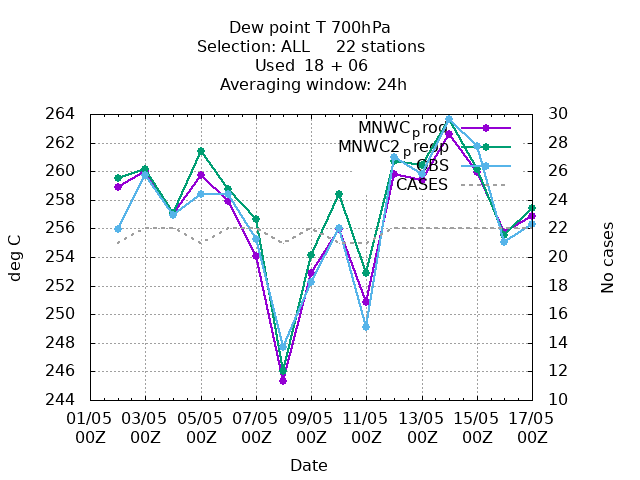 Dew point T 700hPa
Selection: ALL     22 stations
Used  18 + 06
Averaging window: 24h
264 30
262 28
260 26
258 24
256 22
254 20
252 18
250 16
248 14
246 12
244 10
MNWC_proc
MNWC2_preop
OBS
CASES
deg C
No cases
01/05 03/05 05/05 07/05 09/05 11/05 13/05 15/05 17/05
00Z 00Z 00Z 00Z 00Z 00Z 00Z 00Z 00Z
Date